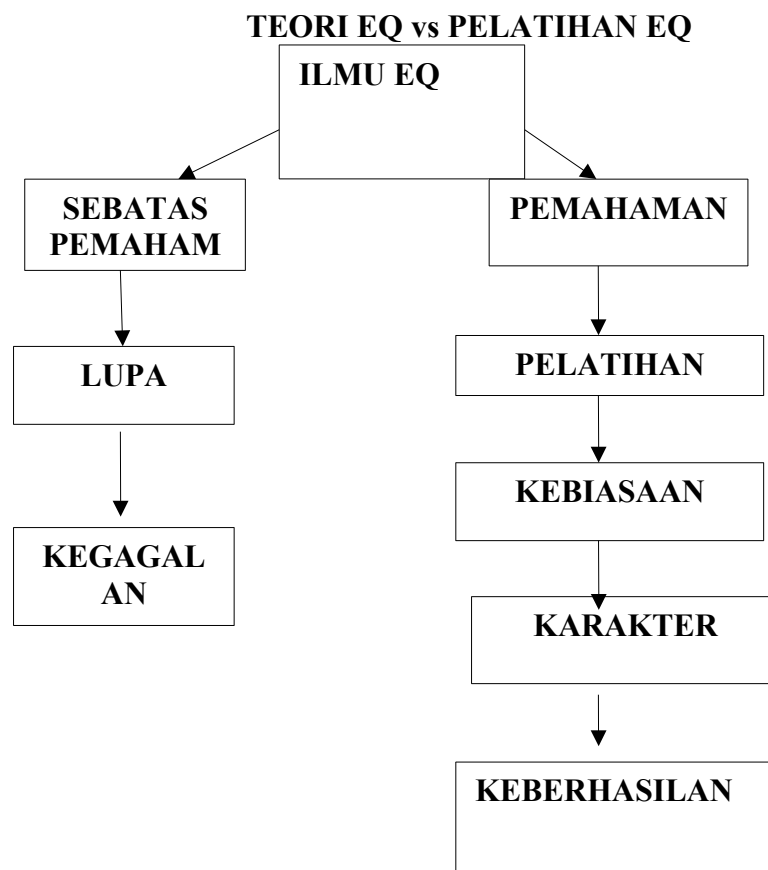 TEORI EQ vs PELATIHAN EQ
ILMU EQ
SEBATAS
PEMAHAM
LUPA
KEGAGAL
AN
PEMAHAMAN
PELATIHAN
KEBIASAAN
KARAKTER
KEBERHASILAN